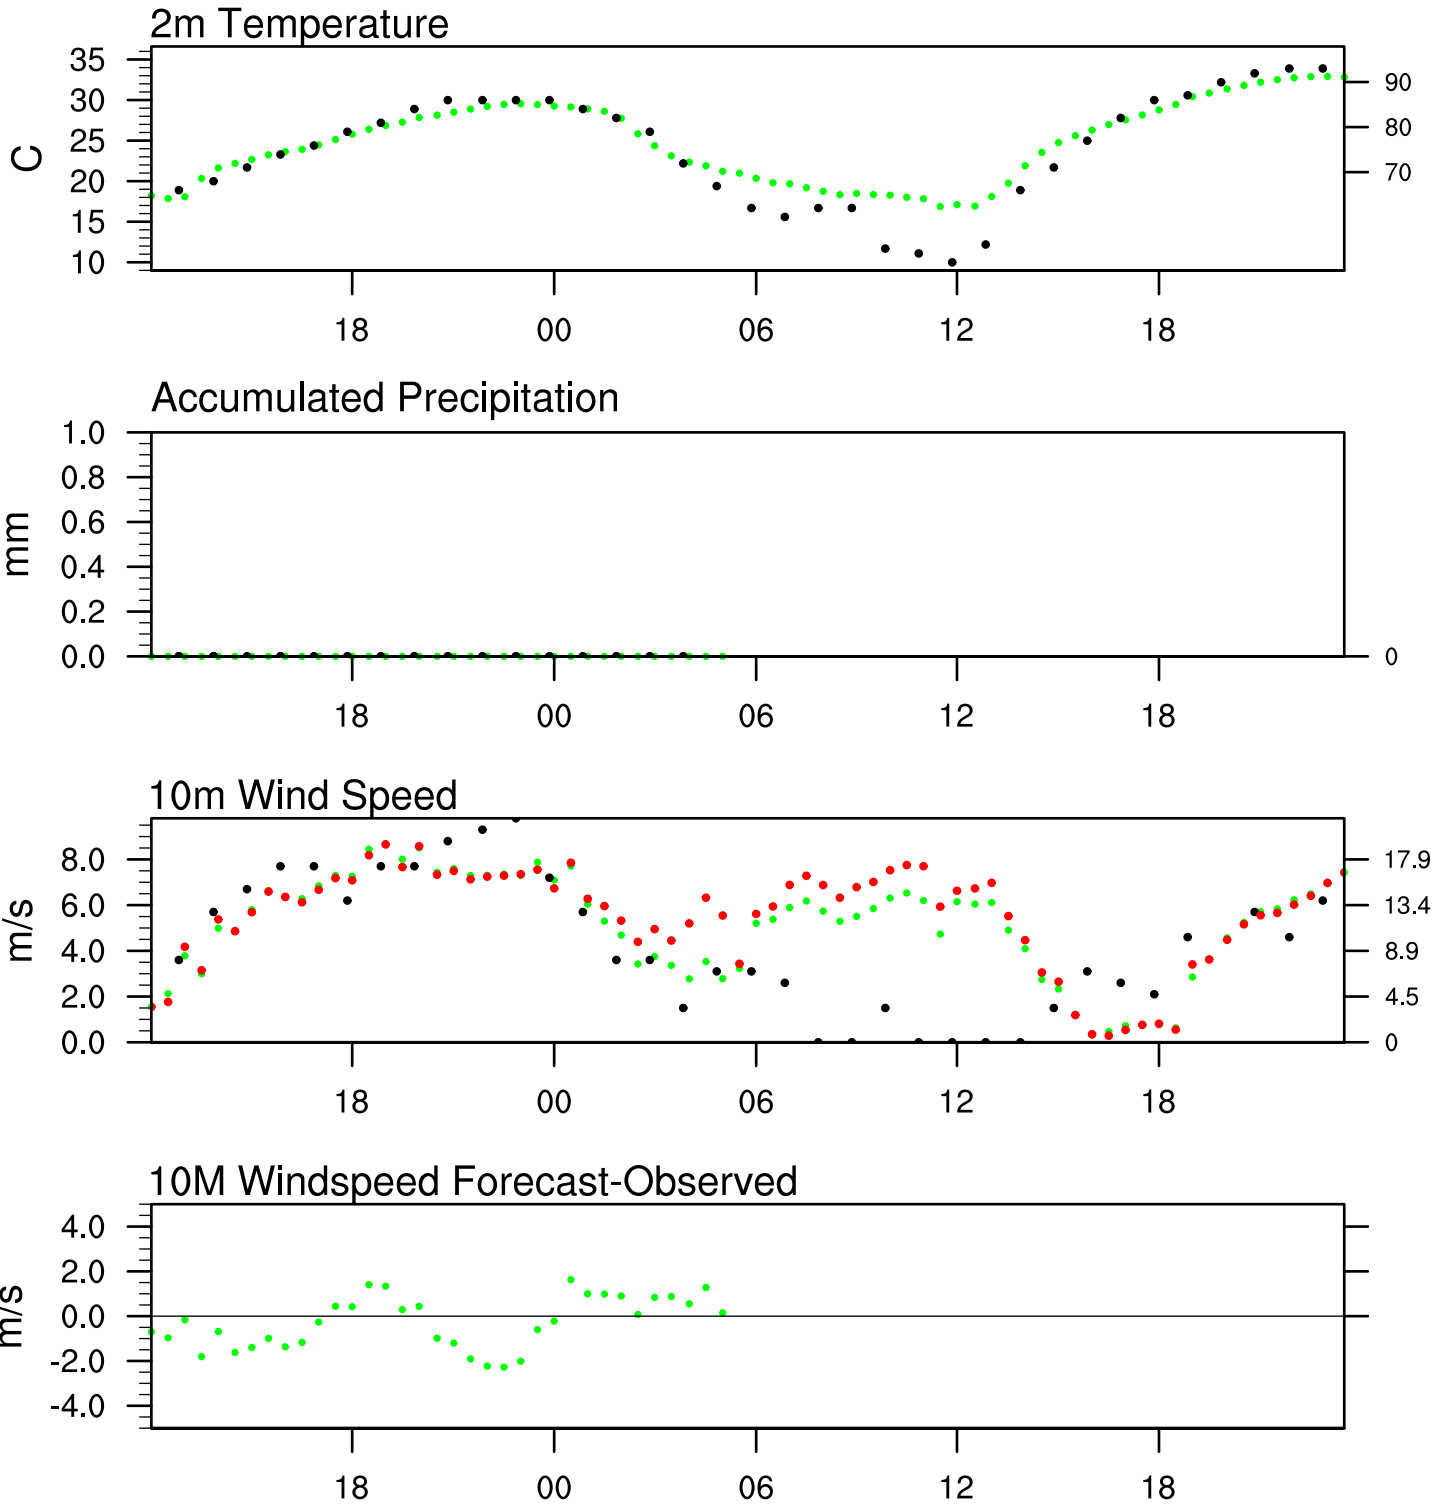 2m Temperature
35
30
25
20
15
10
C
90
80
70
18 00 06 12 18
Accumulated Precipitation
1.0
0.8
0.6
0.4
0.2
0.0
mm
0
18 00 06 12 18
10m Wind Speed
8.0
6.0
4.0
2.0
0.0
m/s
17.9
13.4
8.9
4.5
0
18 00 06 12 18
10M Windspeed Forecast-Observed
4.0
2.0
0.0
-2.0
-4.0
m/s
18 00 06 12 18